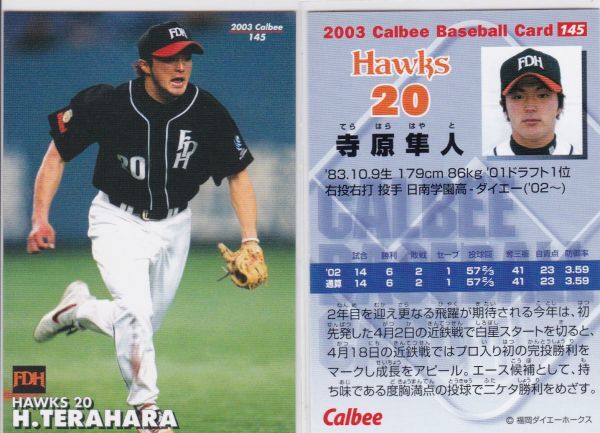 2003 Calbee
145
FDH
20
FDH
FDH
HAWKS 20
H.TERAHARA
2003 Calbee Baseball Card 145
Hawks
20
FDH
てら はら はや と
寺原隼人
'83.10.9生 179cm 86kg '01ドラフト1位
右投右打 投手 日南学園高-ダイエー('02〜)
CALBEE
試合 勝利 敗戦 セーブ 投球回 奪三振 自責点 防御率
'02 14 6 2 1 57⅔ 41 23 3.59
通算 14 6 2 1 57⅔ 41 23 3.59
2年目を迎え更なる飛躍が期待される今年は、初
先発した4月2日の近鉄戦で白星スタートを切ると、
4月18日の近鉄戦ではプロ入り初の完投勝利を
マークし成長をアピール。エース候補として、持
ち味である度胸満点の投球で二ケタ勝利をめざす。
Calbee
© 福岡ダイエーホークス